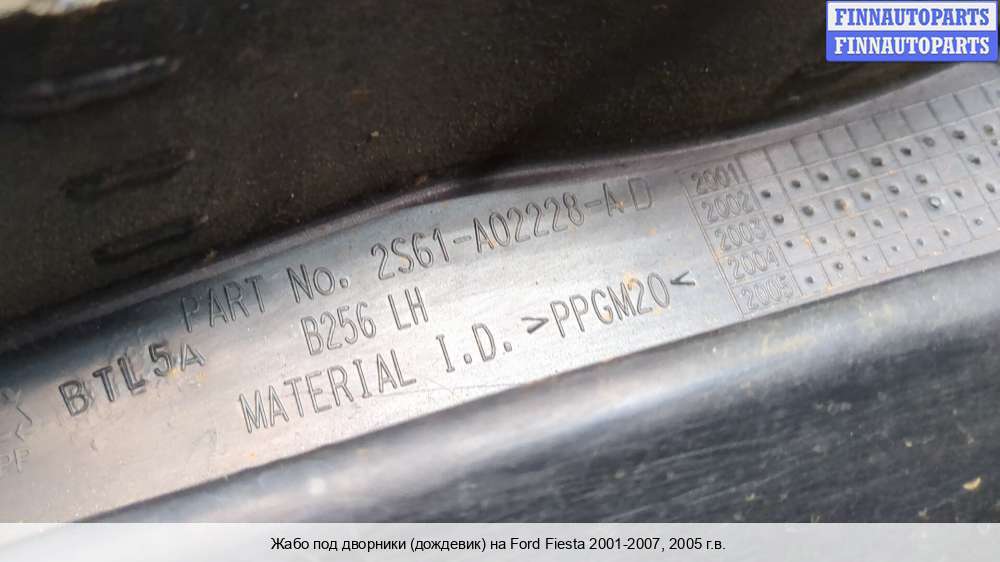 FINNAUTOPARTS
FINNAUTOPARTS
PART No. 2S61-A02228-AD
B256 LH
BTL5A
MATERIAL I.D. >PPGM20<
PP
2001
2002
2003
2004
2005
Жабо под дворники (дождевик) на Ford Fiesta 2001-2007, 2005 г.в.